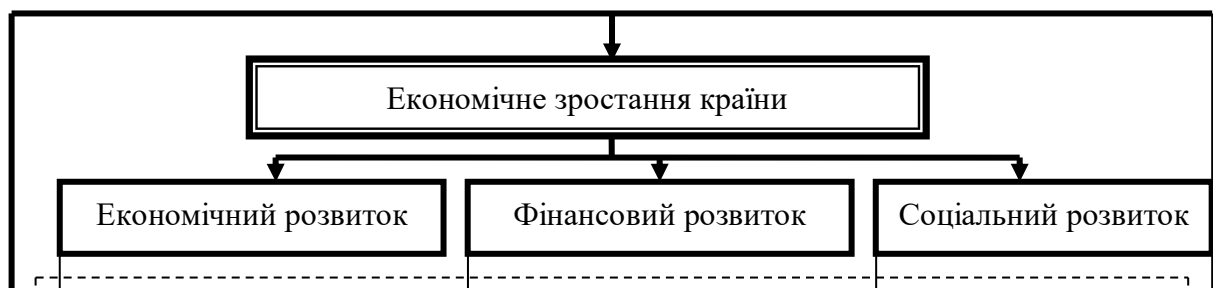 Економічне зростання країни
Економічний розвиток
Фінансовий розвиток
Соціальний розвиток